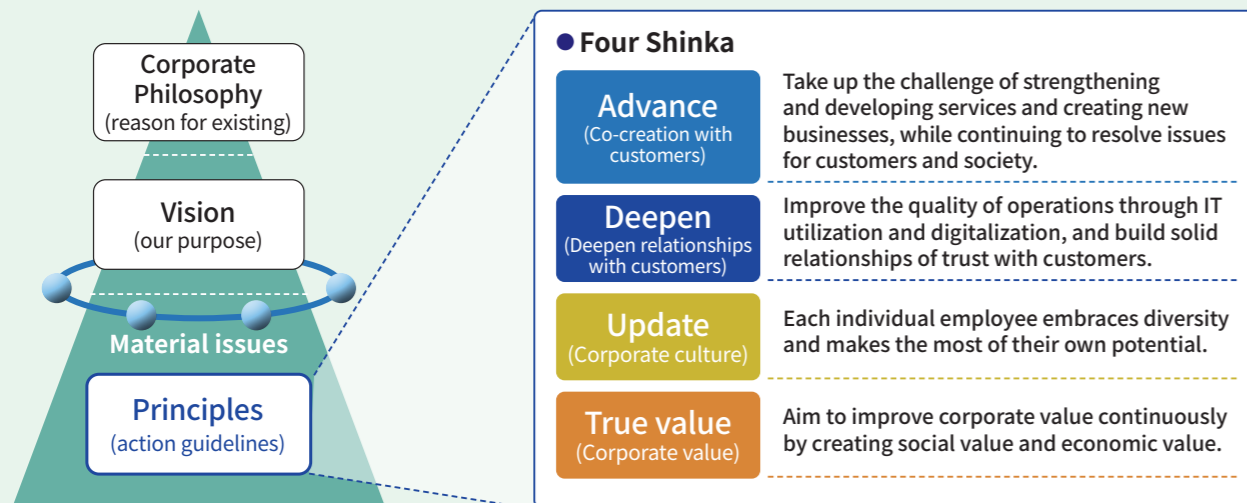 Corporate
Philosophy
(reason for existing)
Vision
(our purpose)
Material issues
Principles
(action guidelines)
● Four Shinka
Advance
(Co-creation with
customers)
Take up the challenge of strengthening
and developing services and creating new
businesses, while continuing to resolve issues
for customers and society.
Deepen
(Deepen relationships
with customers)
Improve the quality of operations through IT
utilization and digitalization, and build solid
relationships of trust with customers.
Update
(Corporate culture)
Each individual employee embraces diversity
and makes the most of their own potential.
True value
(Corporate value)
Aim to improve corporate value continuously
by creating social value and economic value.